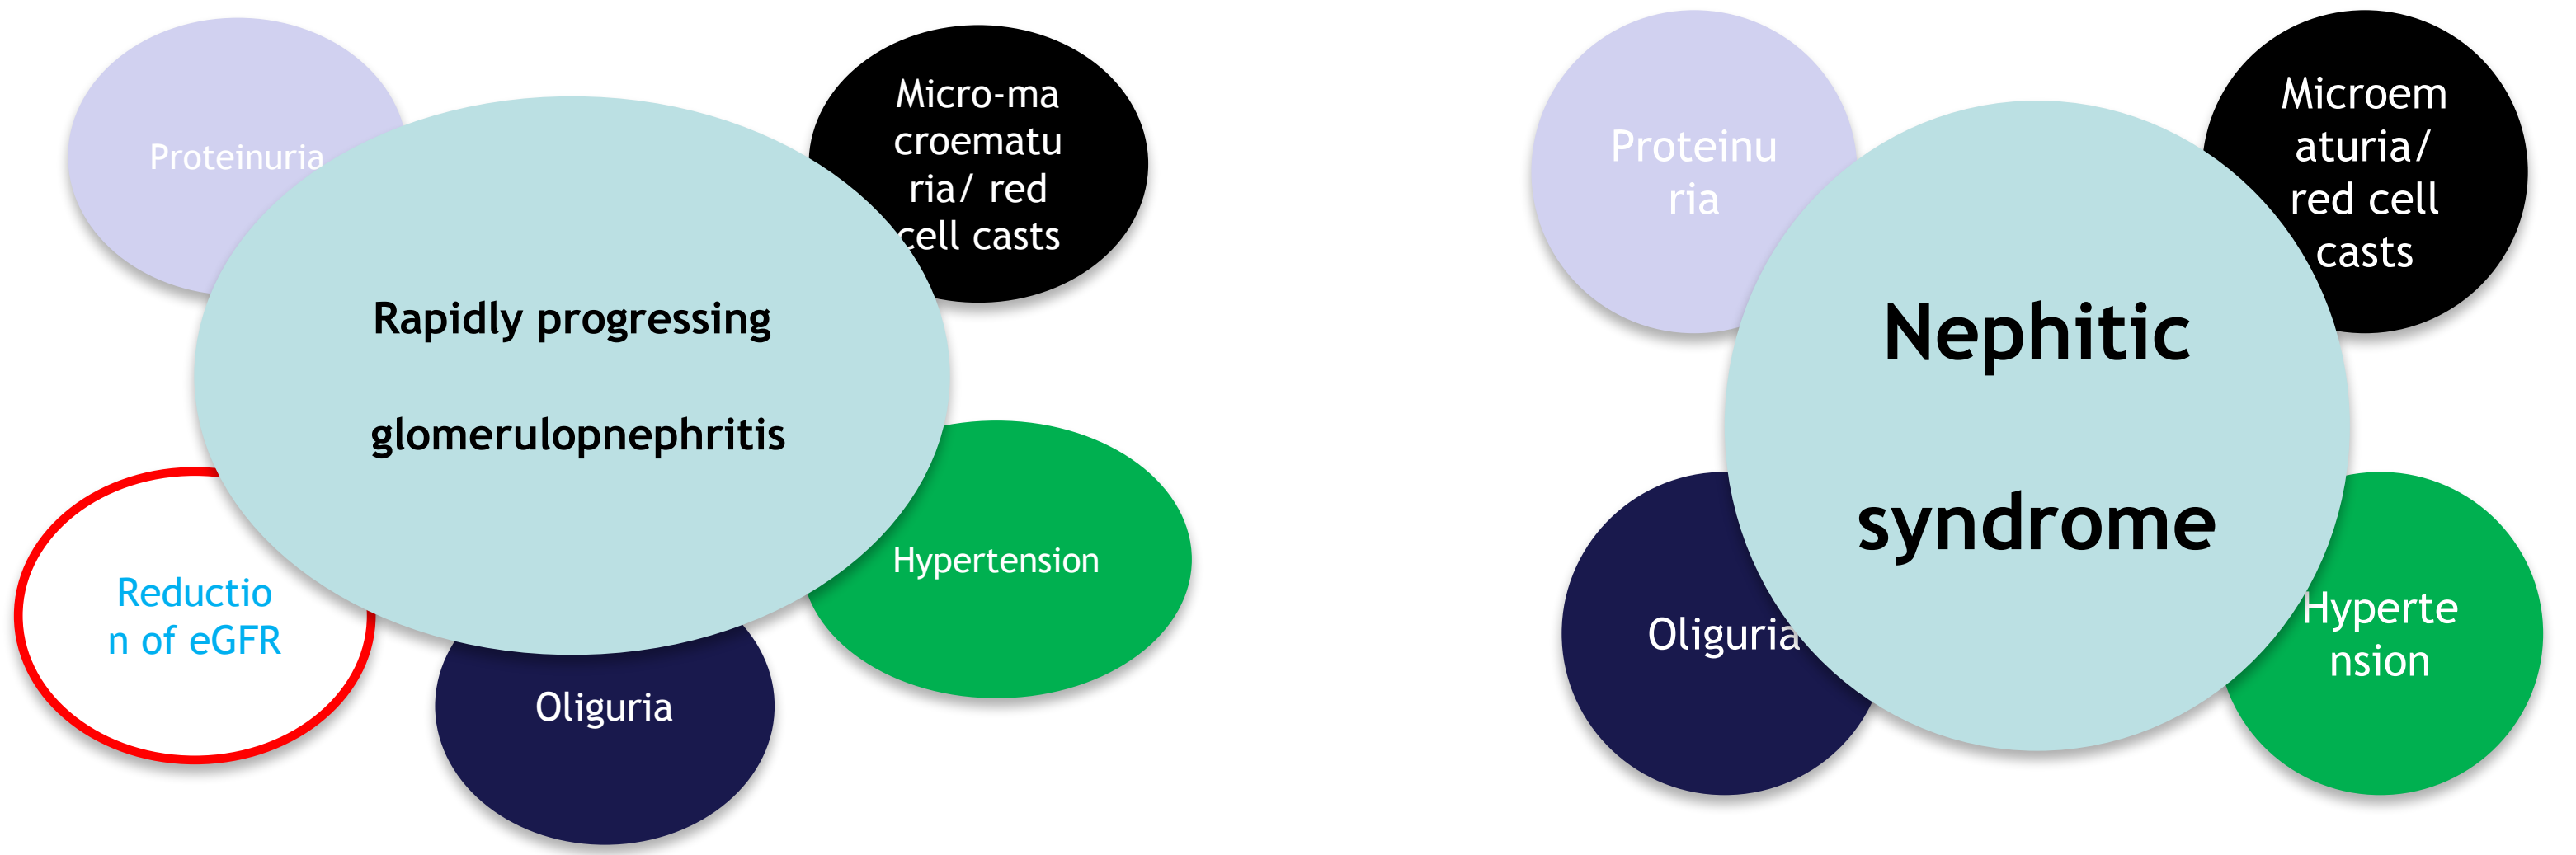 Proteinuria
Micro-ma
croematu
ria/ red
cell casts
Rapidly progressing
glomerulopnephritis
Reductio
n of eGFR
Hypertension
Oliguria
Proteinu
ria
Microem
aturia/
red cell
casts
Nephitic
syndrome
Oliguria
Hyperte
nsion